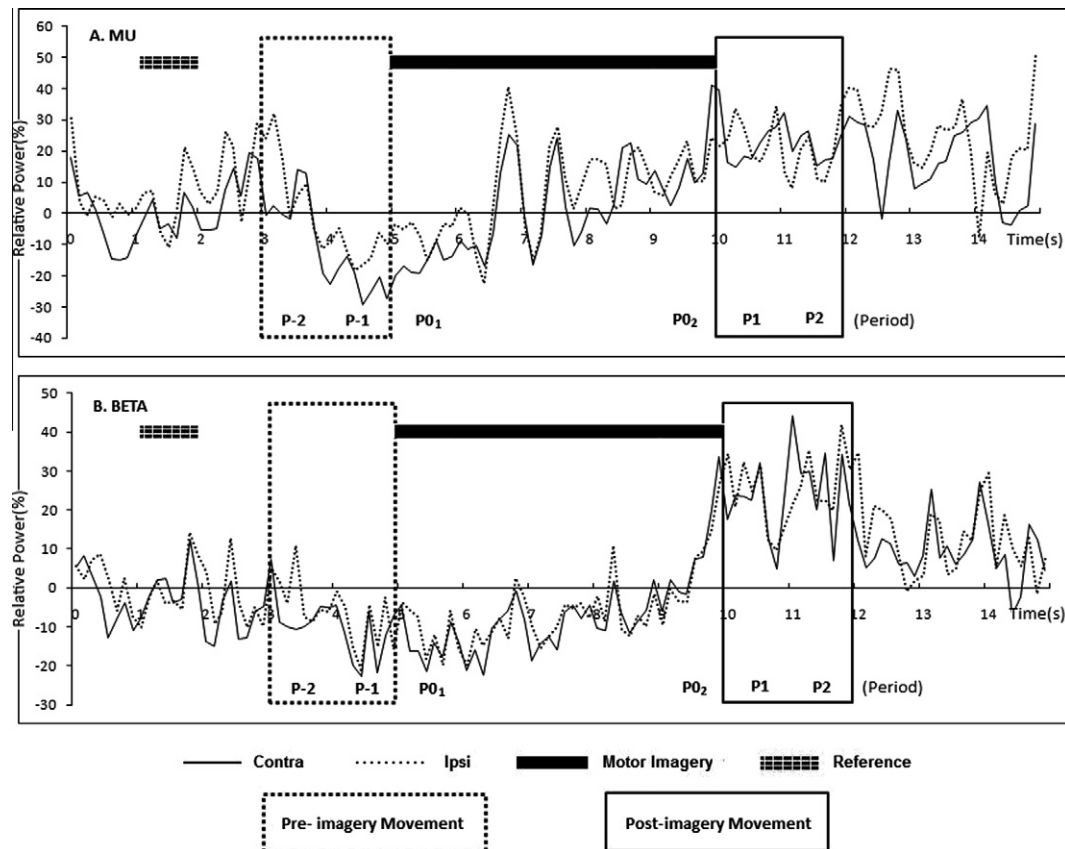 A. MU
Relative Power(%)
60
50
40
30
20
10
0
-10
-20
-30
-40
0 1 2 3 4 5 6 7 8 9 10 11 12 13 14 Time(s)
P-2 P-1 P0₁ P0₂ P1 P2 (Period)
B. BETA
Relative Power(%)
50
40
30
20
10
0
-10
-20
-30
0 1 2 3 4 5 6 7 8 9 10 11 12 13 14 Time(s)
P-2 P-1 P0₁ P0₂ P1 P2 (Period)
Contra Ipsi Motor Imagery Reference
Pre- imagery Movement Post-imagery Movement